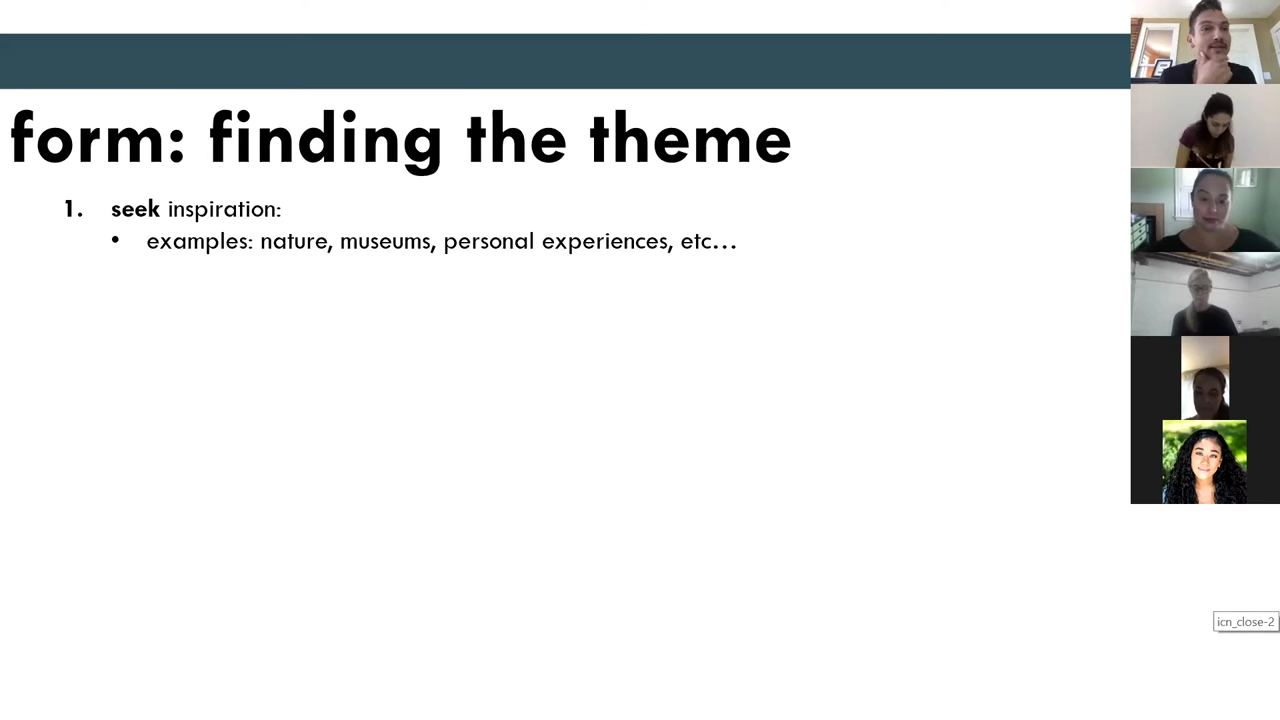 form: finding the theme
1. seek inspiration:
• examples: nature, museums, personal experiences, etc...
icn_close-2